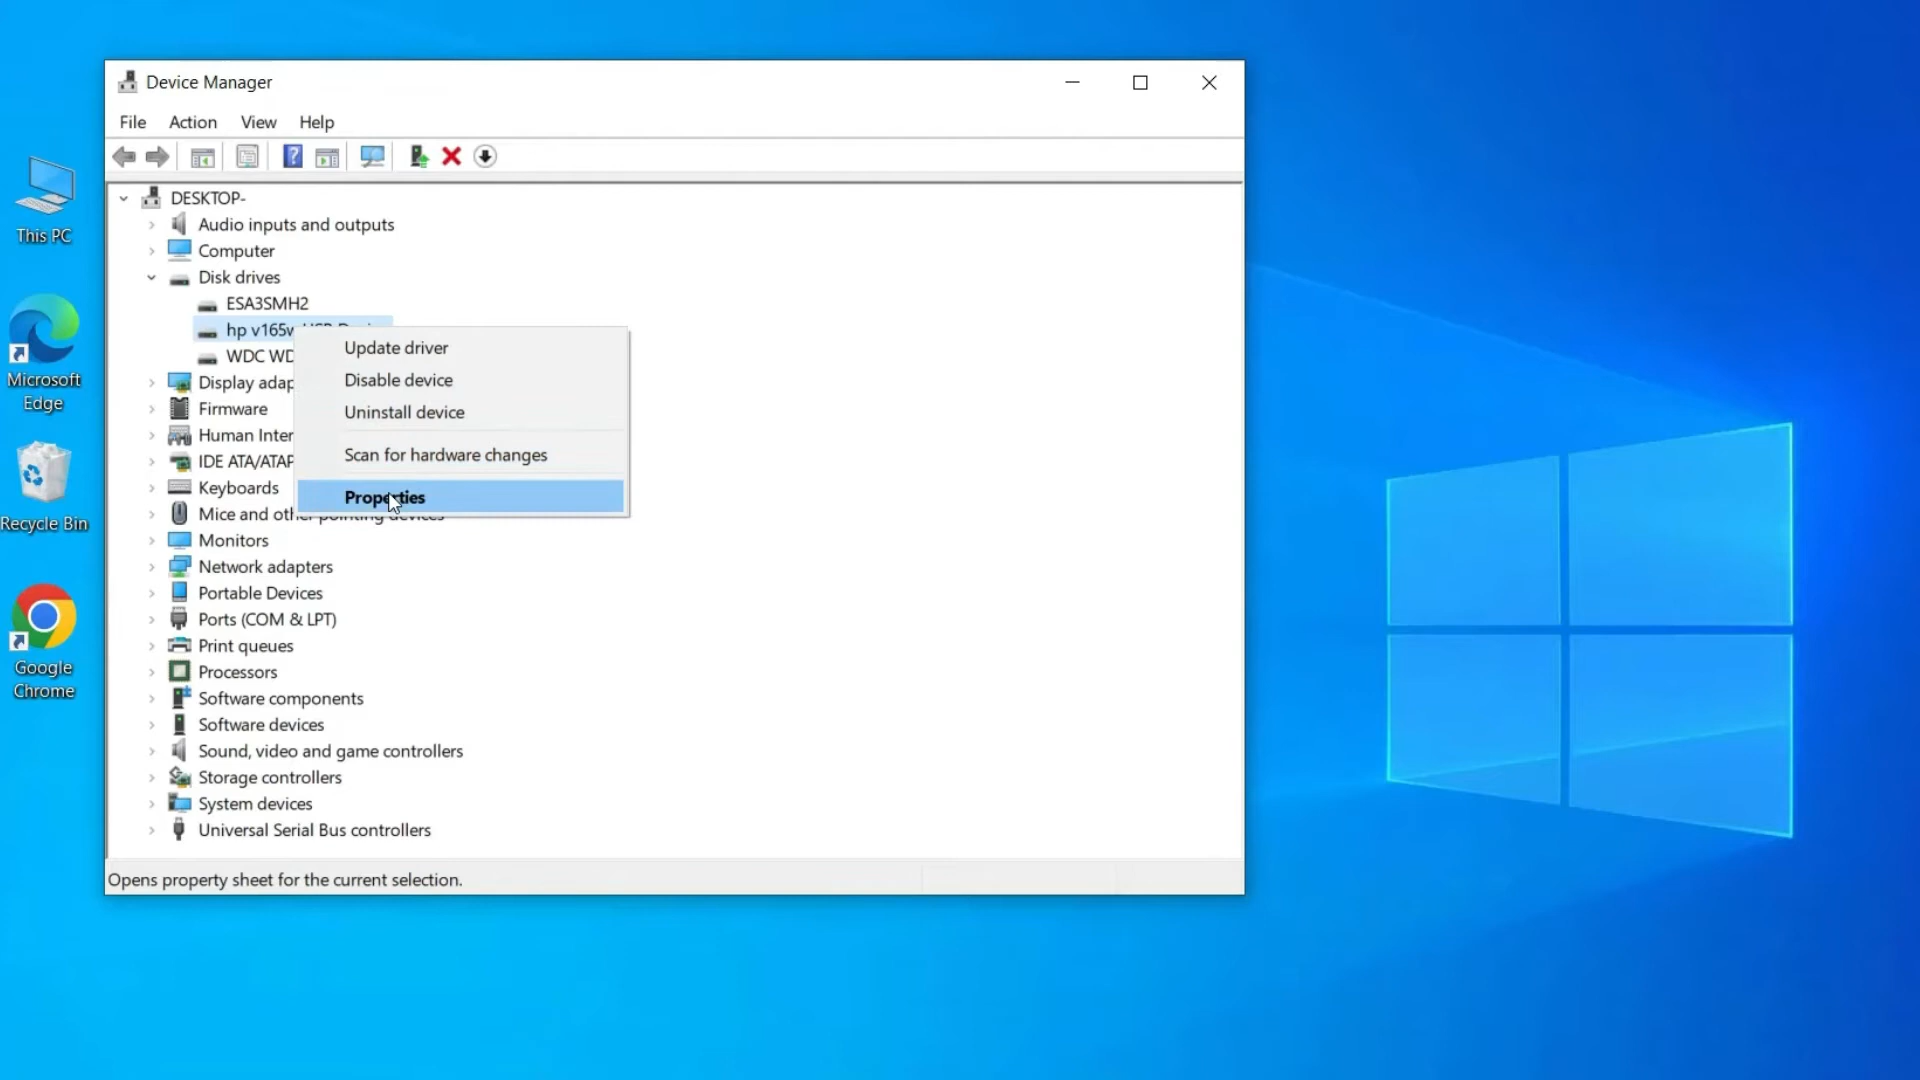 Device Manager
File Action View Help
DESKTOP-
Audio inputs and outputs
Computer
Disk drives
ESA3SMH2
hp v165w
WDC WD
Display adap
Firmware
Human Inter
IDE ATA/ATAP
Keyboards
Mice and other pointing devices
Monitors
Network adapters
Portable Devices
Ports (COM & LPT)
Print queues
Processors
Software components
Software devices
Sound, video and game controllers
Storage controllers
System devices
Universal Serial Bus controllers
Update driver
Disable device
Uninstall device
Scan for hardware changes
Properties
Opens property sheet for the current selection.
This PC
Microsoft
Edge
Recycle Bin
Google
Chrome